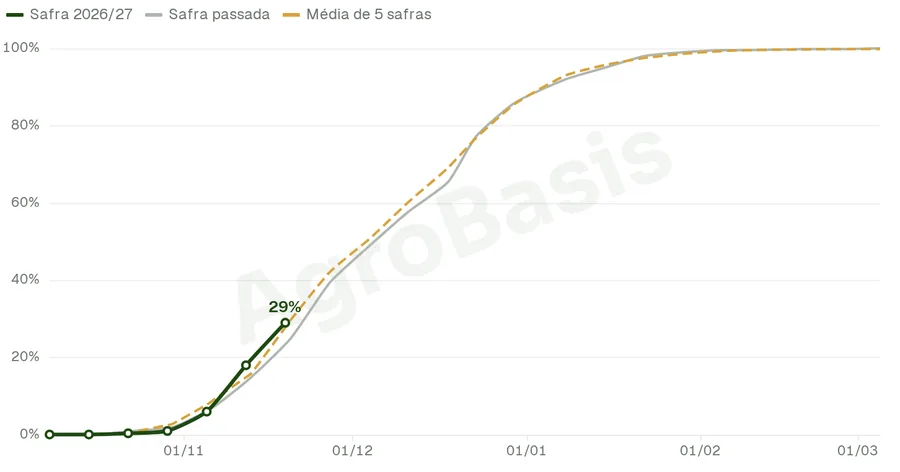 Safra 2026/27 Safra passada Média de 5 safras
100%
80%
60%
40%
20%
0%
AgroBasis
29%
01/11 01/12 01/01 01/02 01/03